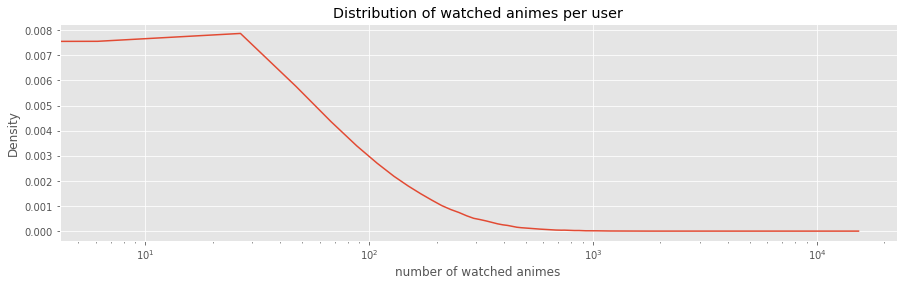 Distribution of watched animes per user
0.008
0.007
0.006
0.005
0.004
0.003
0.002
0.001
0.000
Density
10¹ 10² 10³ 10⁴
number of watched animes